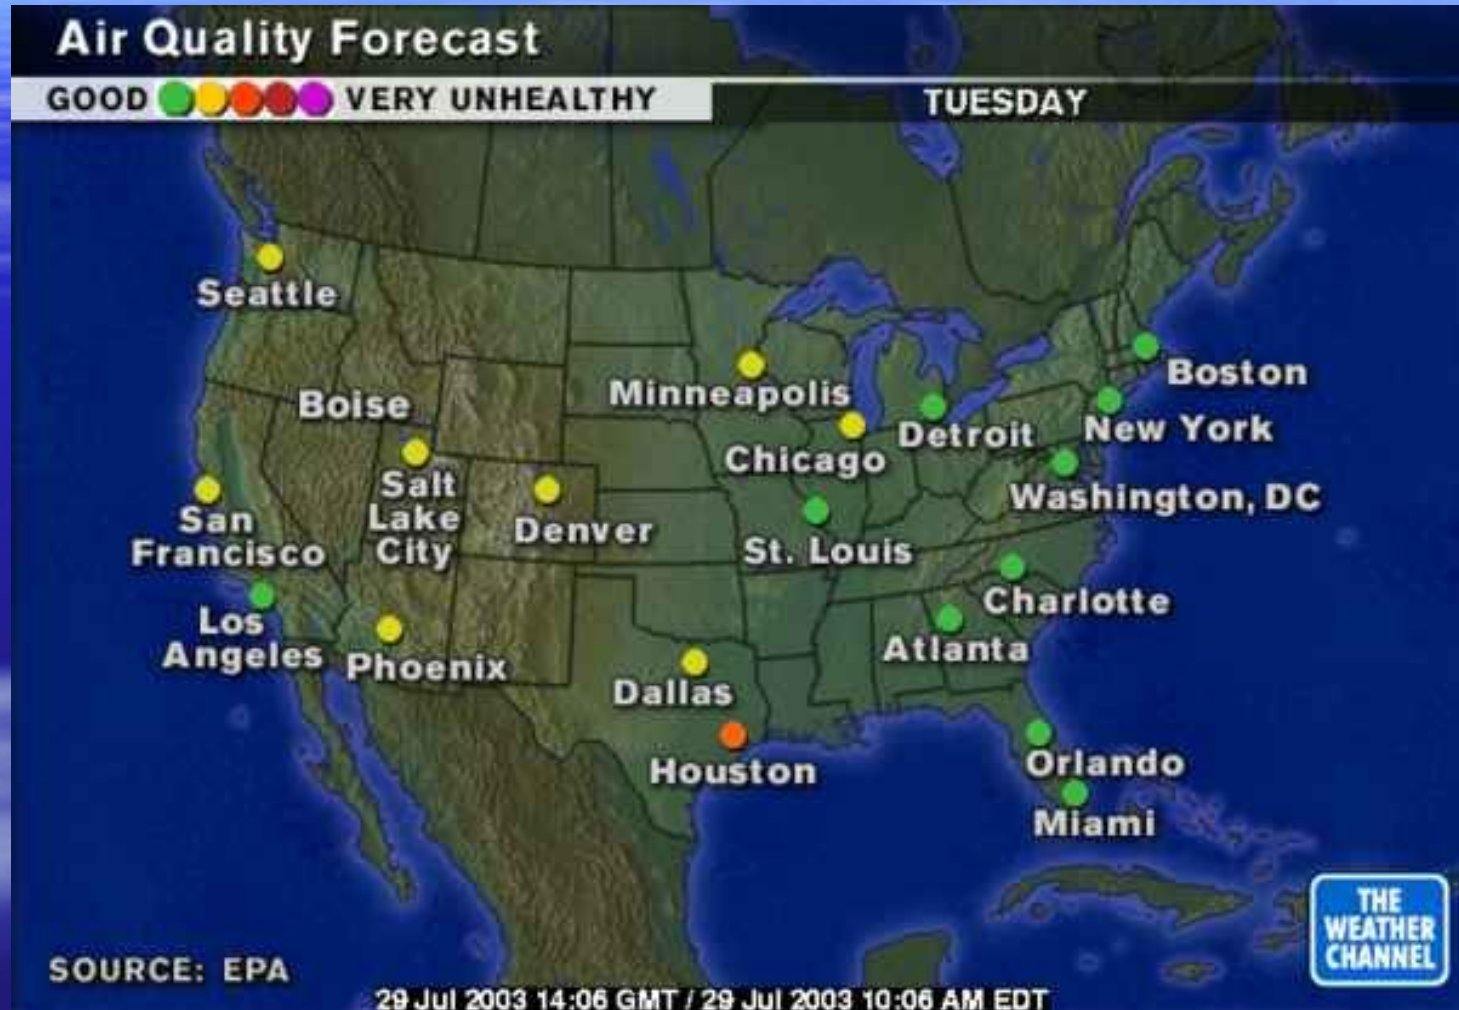 Air Quality Forecast
GOOD VERY UNHEALTHY
TUESDAY
Seattle
Minneapolis
Boston
Boise
Detroit
New York
Chicago
Salt
Lake
City
Washington, DC
San
Francisco
Denver
St. Louis
Charlotte
Los
Angeles
Phoenix
Atlanta
Dallas
Houston
Orlando
Miami
THE
WEATHER
CHANNEL
SOURCE: EPA
29 Jul 2003 14:06 GMT / 29 Jul 2003 10:06 AM EDT